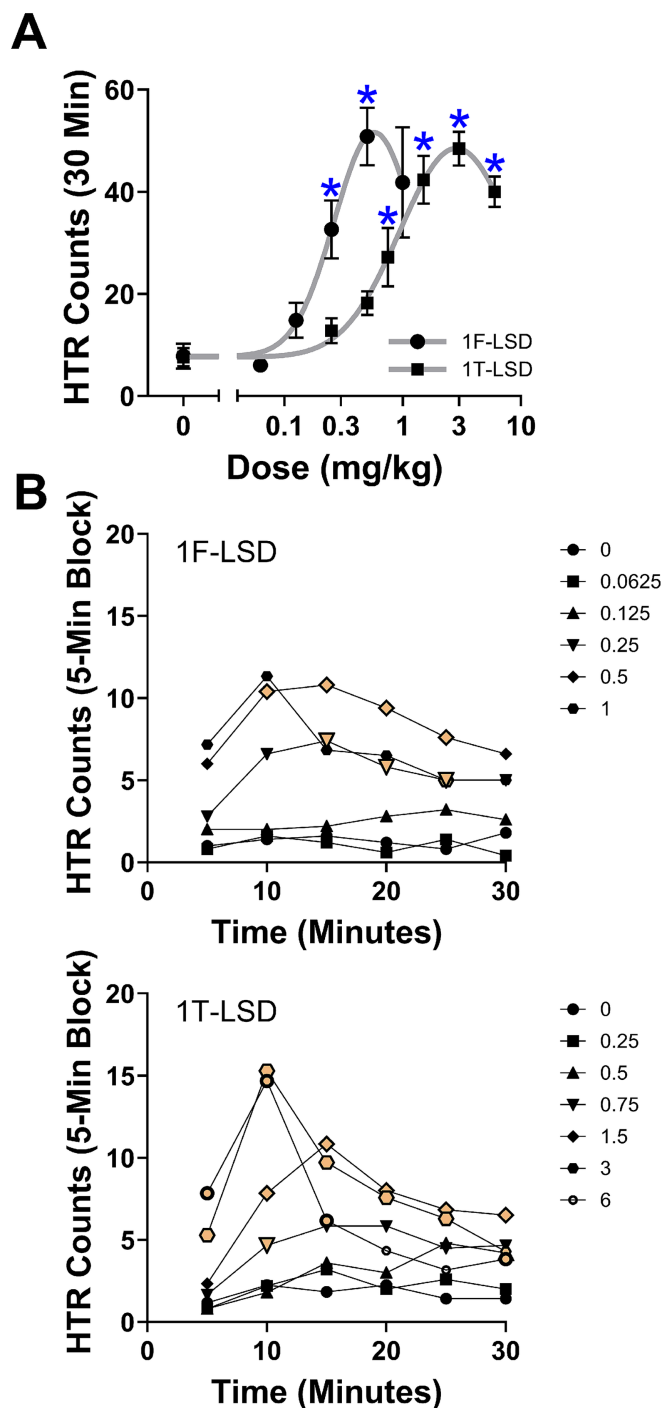 A
HTR Counts (30 Min)
60
40
20
0
* * * * * *
1F-LSD
1T-LSD
0 0.1 0.3 1 3 10
Dose (mg/kg)
B
HTR Counts (5-Min Block)
1F-LSD
20
15
10
5
0
0 10 20 30
Time (Minutes)
0
0.0625
0.125
0.25
0.5
1
HTR Counts (5-Min Block)
1T-LSD
20
15
10
5
0
0 10 20 30
Time (Minutes)
0
0.25
0.5
0.75
1.5
3
6